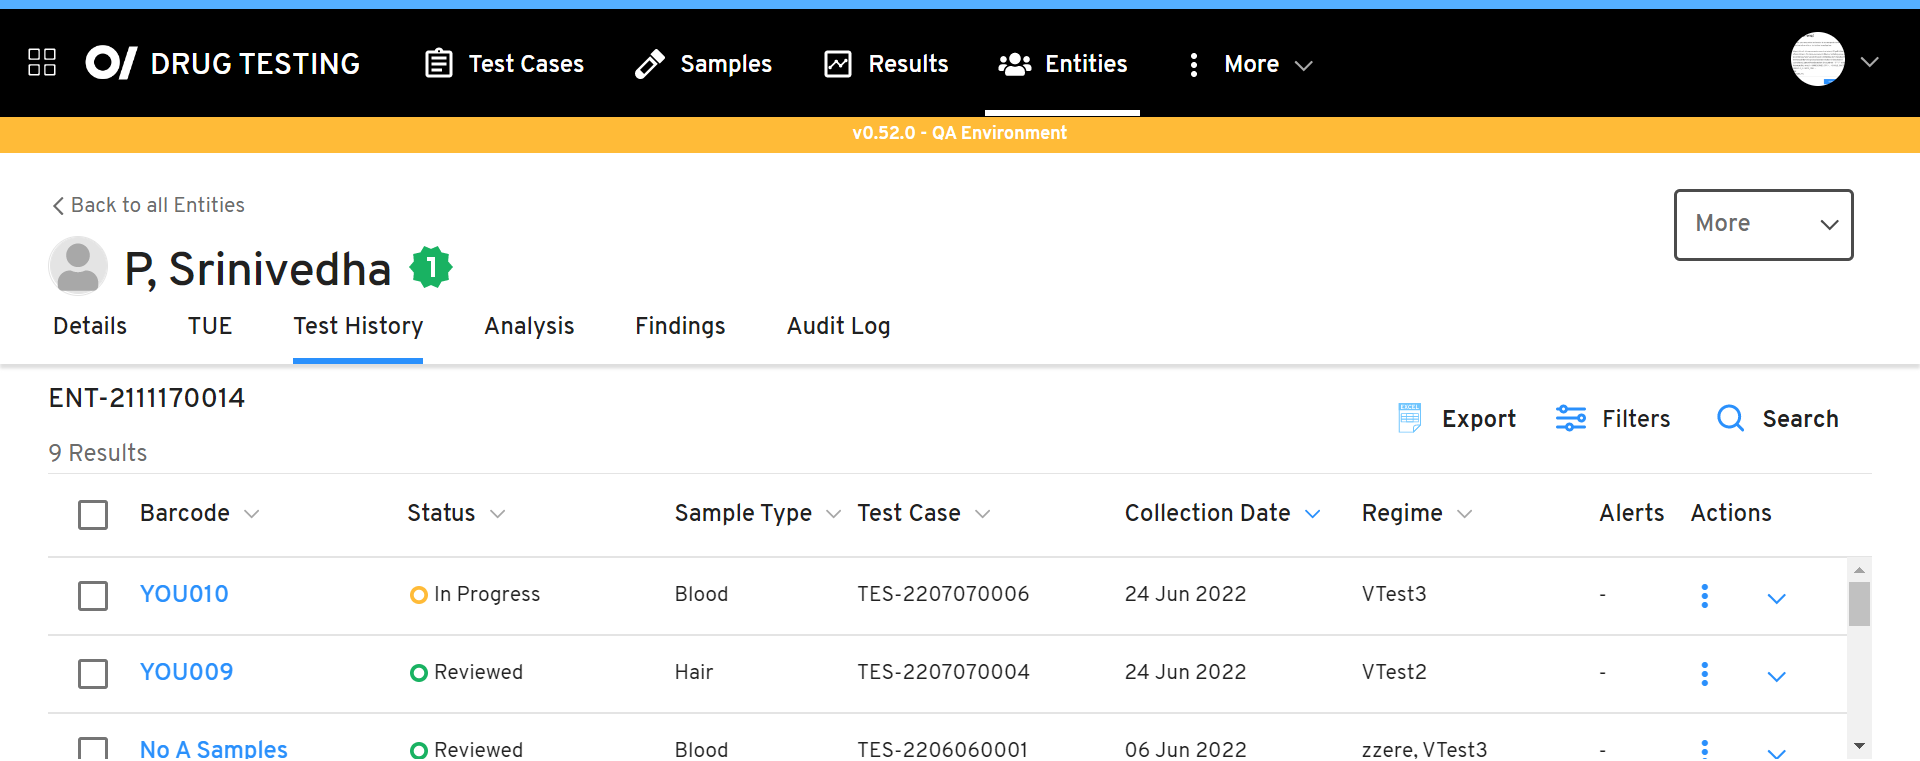 DRUG TESTING Test Cases Samples Results Entities More
v0.52.0 - QA Environment
Back to all Entities
More
P, Srinivedha 1
Details TUE Test History Analysis Findings Audit Log
ENT-2111170014
Export Filters Search
9 Results
Barcode Status Sample Type Test Case Collection Date Regime Alerts Actions
YOU010 In Progress Blood TES-2207070006 24 Jun 2022 VTest3 -
YOU009 Reviewed Hair TES-2207070004 24 Jun 2022 VTest2 -
No A Samples Reviewed Blood TES-2206060001 06 Jun 2022 zzere, VTest3 -